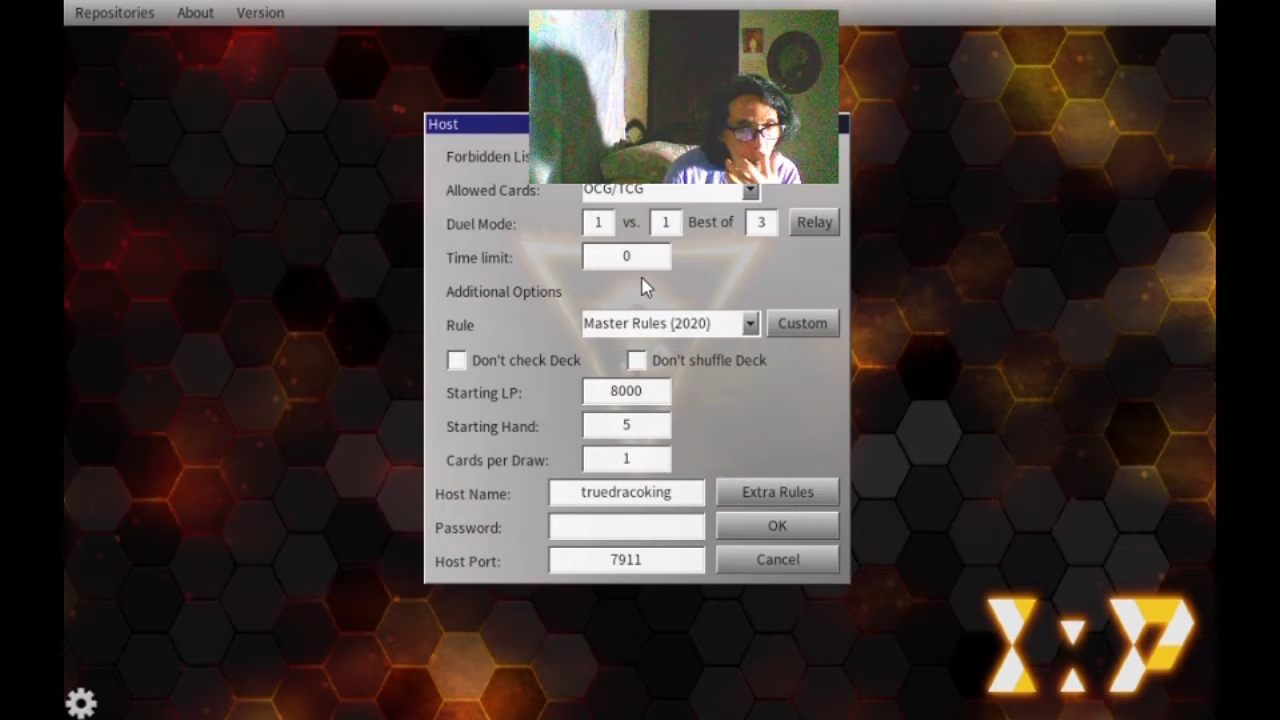 Repositories About Version
Host
Forbidden Lis
Allowed Cards: OCG/TCG
Duel Mode: 1 vs. 1 Best of 3 Relay
Time limit: 0
Additional Options
Rule Master Rules (2020) Custom
Don't check Deck Don't shuffle Deck
Starting LP: 8000
Starting Hand: 5
Cards per Draw: 1
Host Name: truedracoking Extra Rules
Password: OK
Host Port: 7911 Cancel
X:P